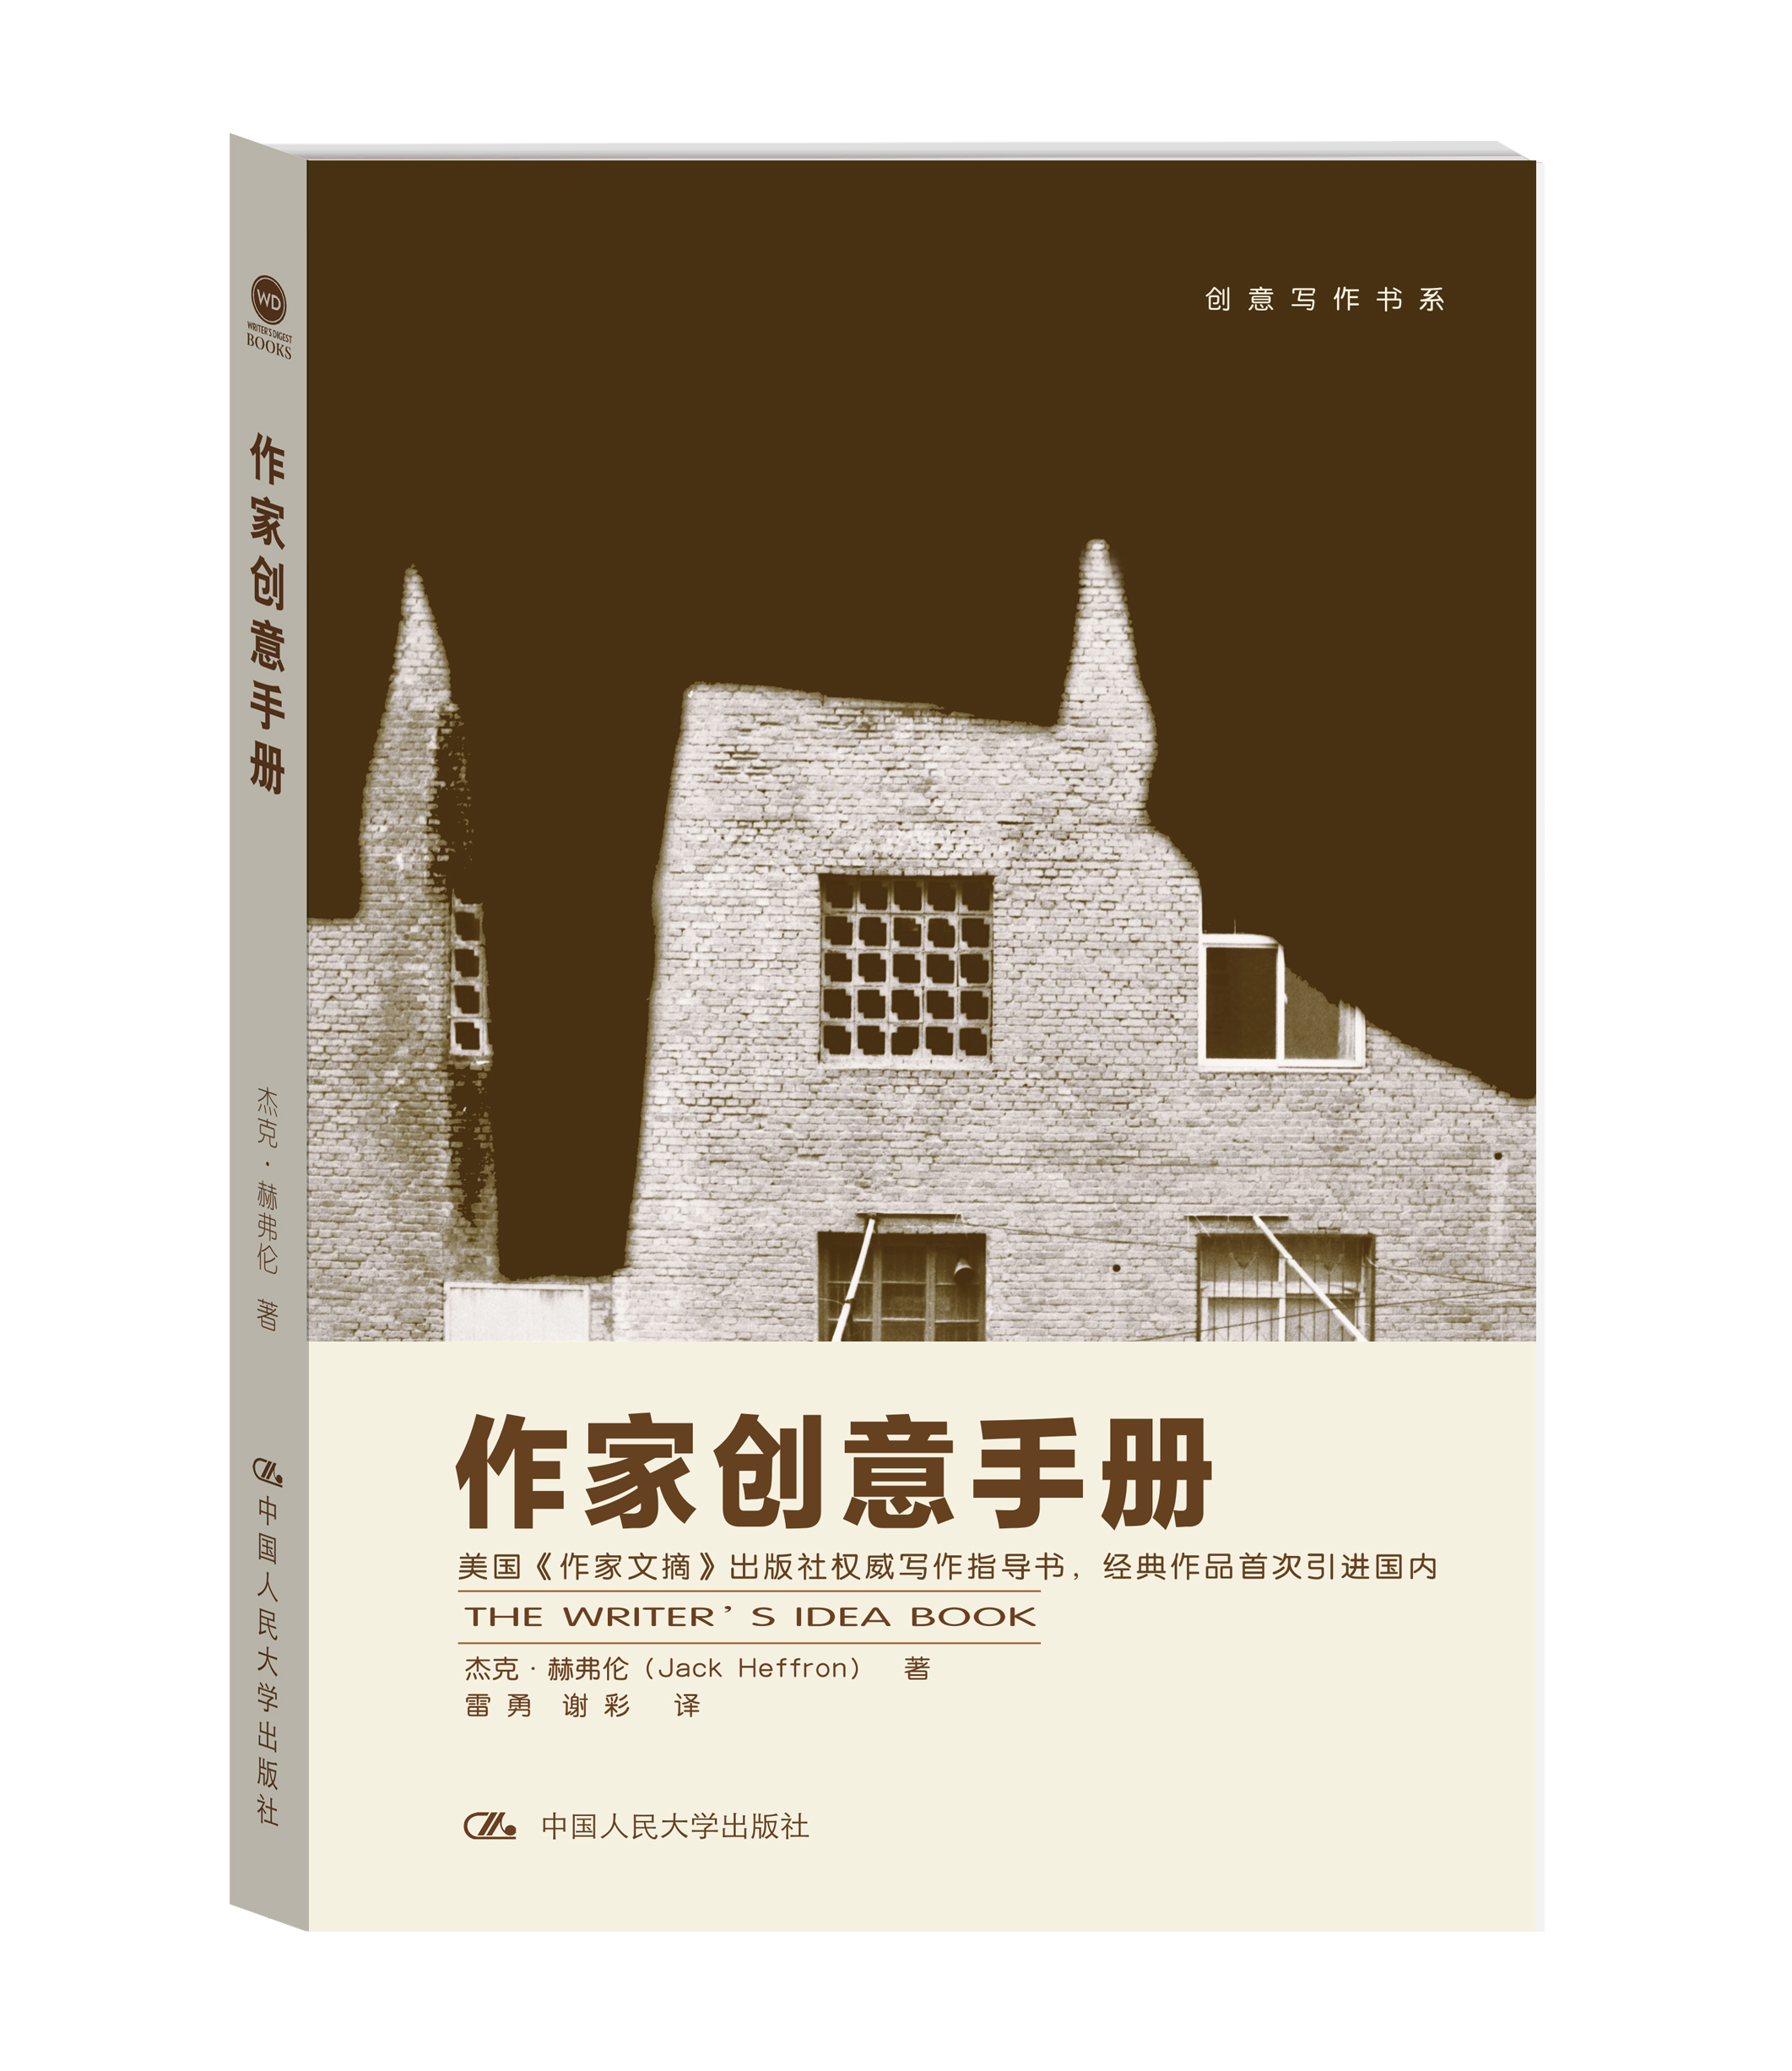 创意写作书系
WD
WRITER'S DIGEST
BOOKS
作家创意手册
杰克·赫弗伦 著
中国人民大学出版社
作家创意手册
美国《作家文摘》出版社权威写作指导书，经典作品首次引进国内
THE WRITER'S IDEA BOOK
杰克·赫弗伦（Jack Heffron） 著
雷勇 谢彩 译
中国人民大学出版社